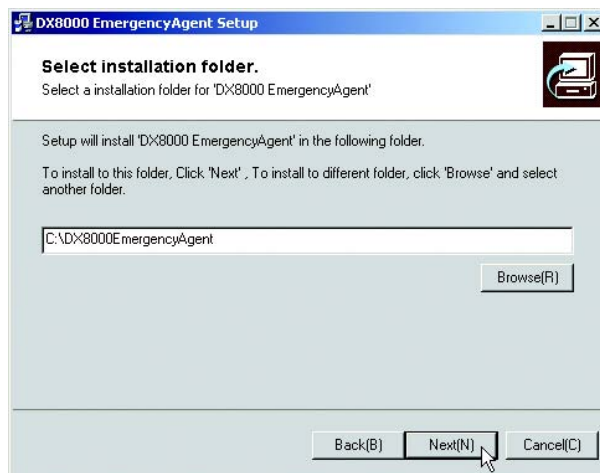 DX8000 EmergencyAgent Setup
Select installation folder.
Select a installation folder for 'DX8000 EmergencyAgent'
Setup will install 'DX8000 EmergencyAgent' in the following folder.
To install to this folder, Click 'Next' , To install to different folder, click 'Browse' and select
another folder.
C:\DX8000EmergencyAgent
Browse(R)
Back(B) Next(N) Cancel(C)